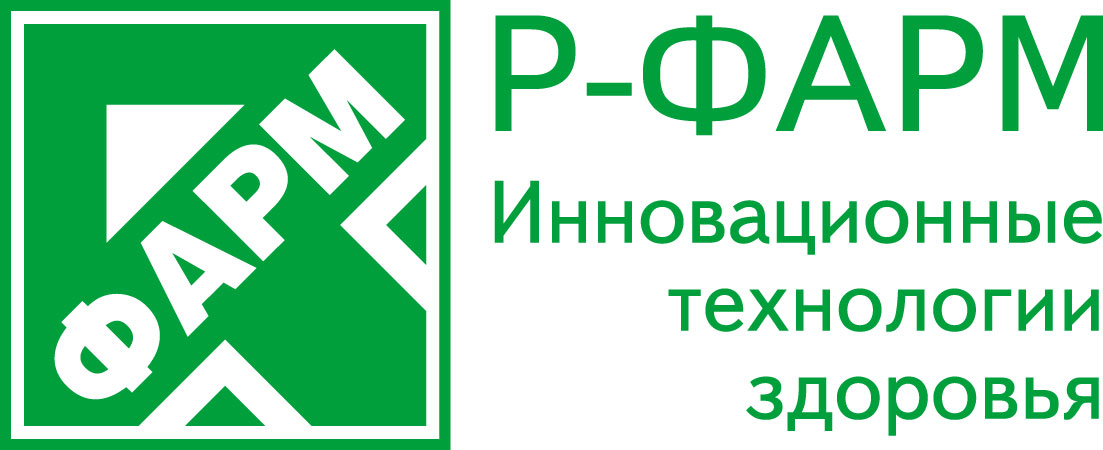 ФАРМ
Р-ФАРМ
Инновационные
технологии
здоровья